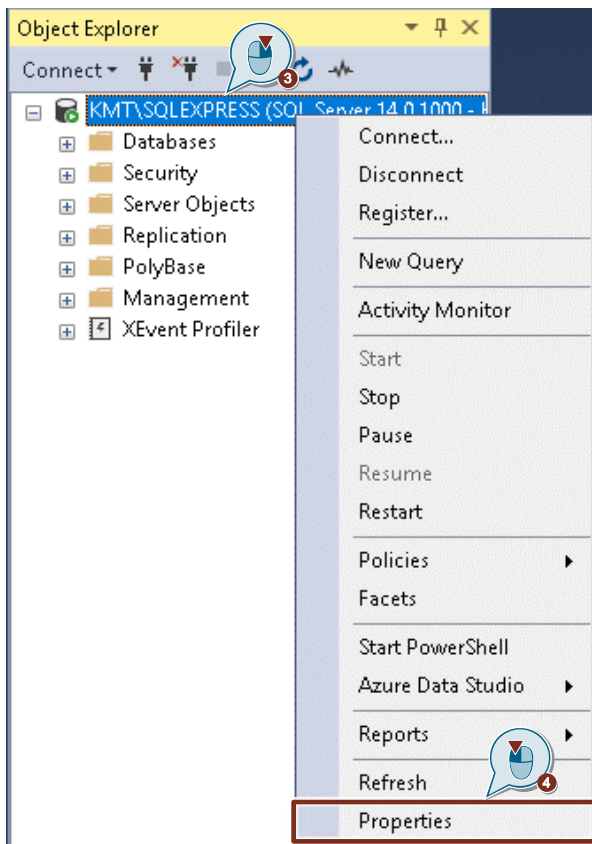 Object Explorer
Connect
3
KMT\SQLEXPRESS (SQL Server 14.0.1000 -
Databases
Security
Server Objects
Replication
PolyBase
Management
XEvent Profiler
Connect...
Disconnect
Register...
New Query
Activity Monitor
Start
Stop
Pause
Resume
Restart
Policies
Facets
Start PowerShell
Azure Data Studio
Reports
Refresh
4
Properties